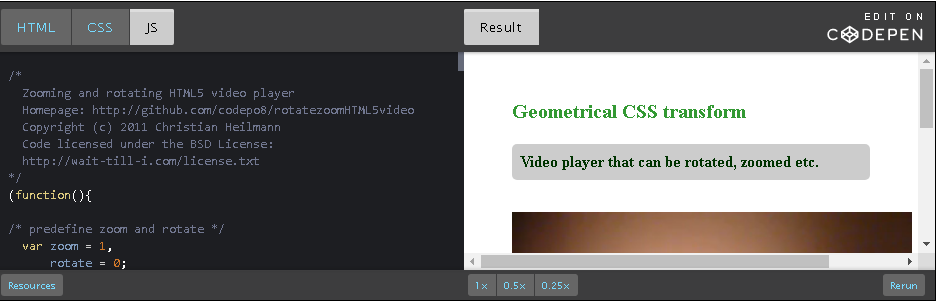 HTML CSS JS Result EDIT ON
CODEPEN
/*
Zooming and rotating HTML5 video player
Homepage: http://github.com/codepo8/rotatezoomHTML5video
Copyright (c) 2011 Christian Heilmann
Code licensed under the BSD License:
http://wait-till-i.com/license.txt
*/
(function(){
/* predefine zoom and rotate */
var zoom = 1,
rotate = 0;
Geometrical CSS transform
Video player that can be rotated, zoomed etc.
Resources 1x 0.5x 0.25x Rerun